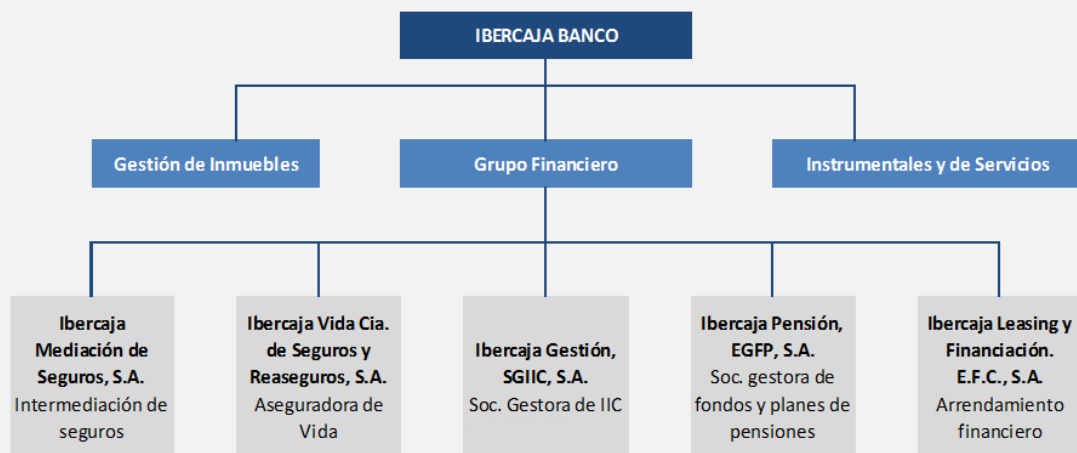 IBERCAJA BANCO
Gestión de Inmuebles
Grupo Financiero
Instrumentales y de Servicios
Ibercaja
Mediación de
Seguros, S.A.
Intermediación de
seguros
Ibercaja Vida Cia.
de Seguros y
Reaseguros, S.A.
Aseguradora de
Vida
Ibercaja Gestión,
SGIIC, S.A.
Soc. Gestora de IIC
Ibercaja Pensión,
EGFP, S.A.
Soc. gestora de
fondos y planes de
pensiones
Ibercaja Leasing y
Financiación.
E.F.C., S.A.
Arrendamiento
financiero